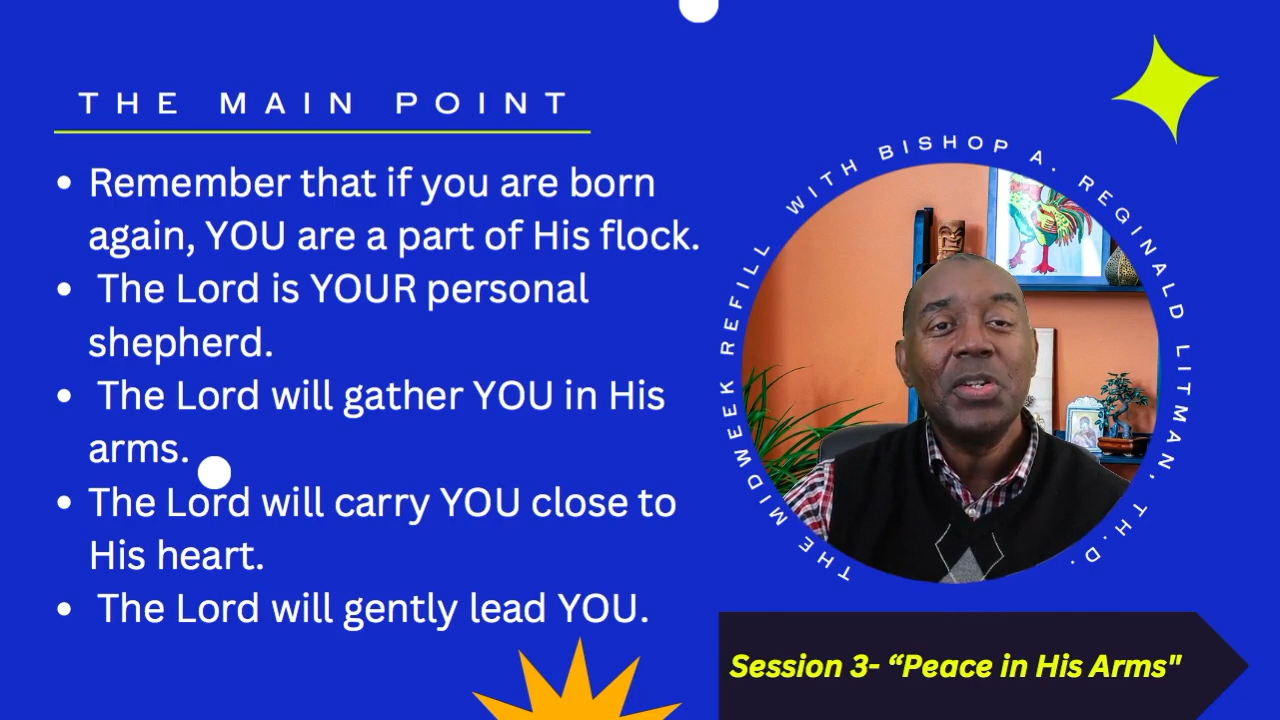 THE MAIN POINT
• Remember that if you are born
again, YOU are a part of His flock.
• The Lord is YOUR personal
shepherd.
• The Lord will gather YOU in His
arms.
• The Lord will carry YOU close to
His heart.
• The Lord will gently lead YOU.
THE MIDWEEK REFILL WITH BISHOP A. REGINALD LITMAN, TH.D.
Session 3- “Peace in His Arms"